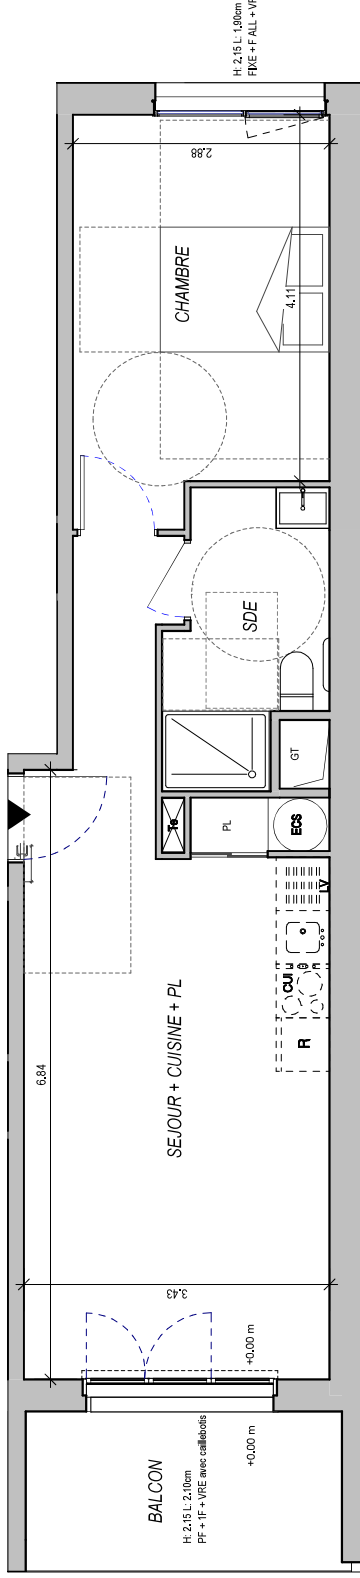 H: 2.15 L: 1.90cm
FIXE + F ALL + VR
2.88
CHAMBRE
4.11
SDE
GT
Te
PL
ECS
LV
CUI
R
6.84
SEJOUR + CUISINE + PL
3.43
+0.00 m
BALCON
H: 2.15 L: 2.10cm
PF + 1F + VRE avec caillebotis
+0.00 m